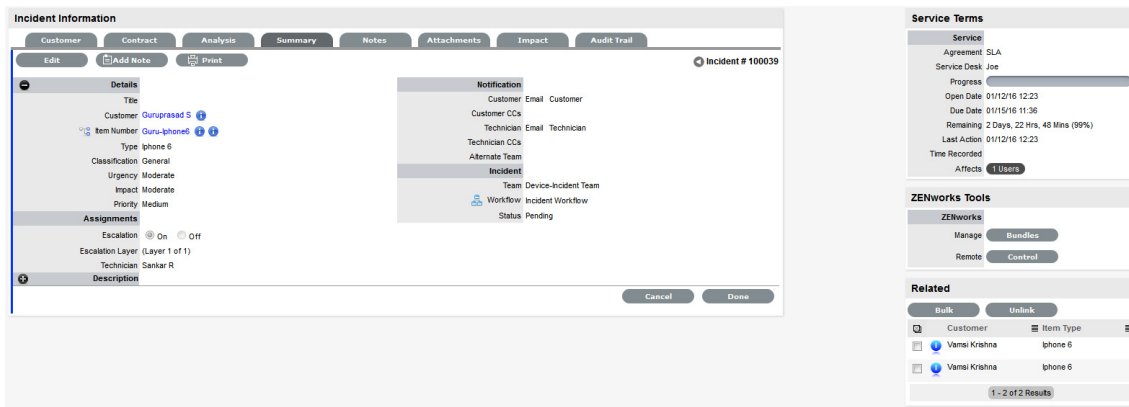 Incident Information
Customer Contract Analysis Summary Notes Attachments Impact Audit Trail
Edit Add Note Print Incident # 100039
Details
Title
Customer Guruprasad S
Item Number Guru-Iphone6
Type Iphone 6
Classification General
Urgency Moderate
Impact Moderate
Priority Medium
Assignments
Escalation On Off
Escalation Layer (Layer 1 of 1)
Technician Sankar R
Description
Notification
Customer Email Customer
Customer CCs
Technician Email Technician
Technician CCs
Alternate Team
Incident
Team Device-Incident Team
Workflow Incident Workflow
Status Pending
Cancel Done
Service Terms
Service
Agreement SLA
Service Desk Joe
Progress
Open Date 01/12/16 12:23
Due Date 01/15/16 11:36
Remaining 2 Days, 22 Hrs, 48 Mins (99%)
Last Action 01/12/16 12:23
Time Recorded
Affects 1 Users
ZENworks Tools
ZENworks
Manage Bundles
Remote Control
Related
Bulk Unlink
Customer Item Type
Vamsi Krishna Iphone 6
Vamsi Krishna Iphone 6
1 - 2 of 2 Results